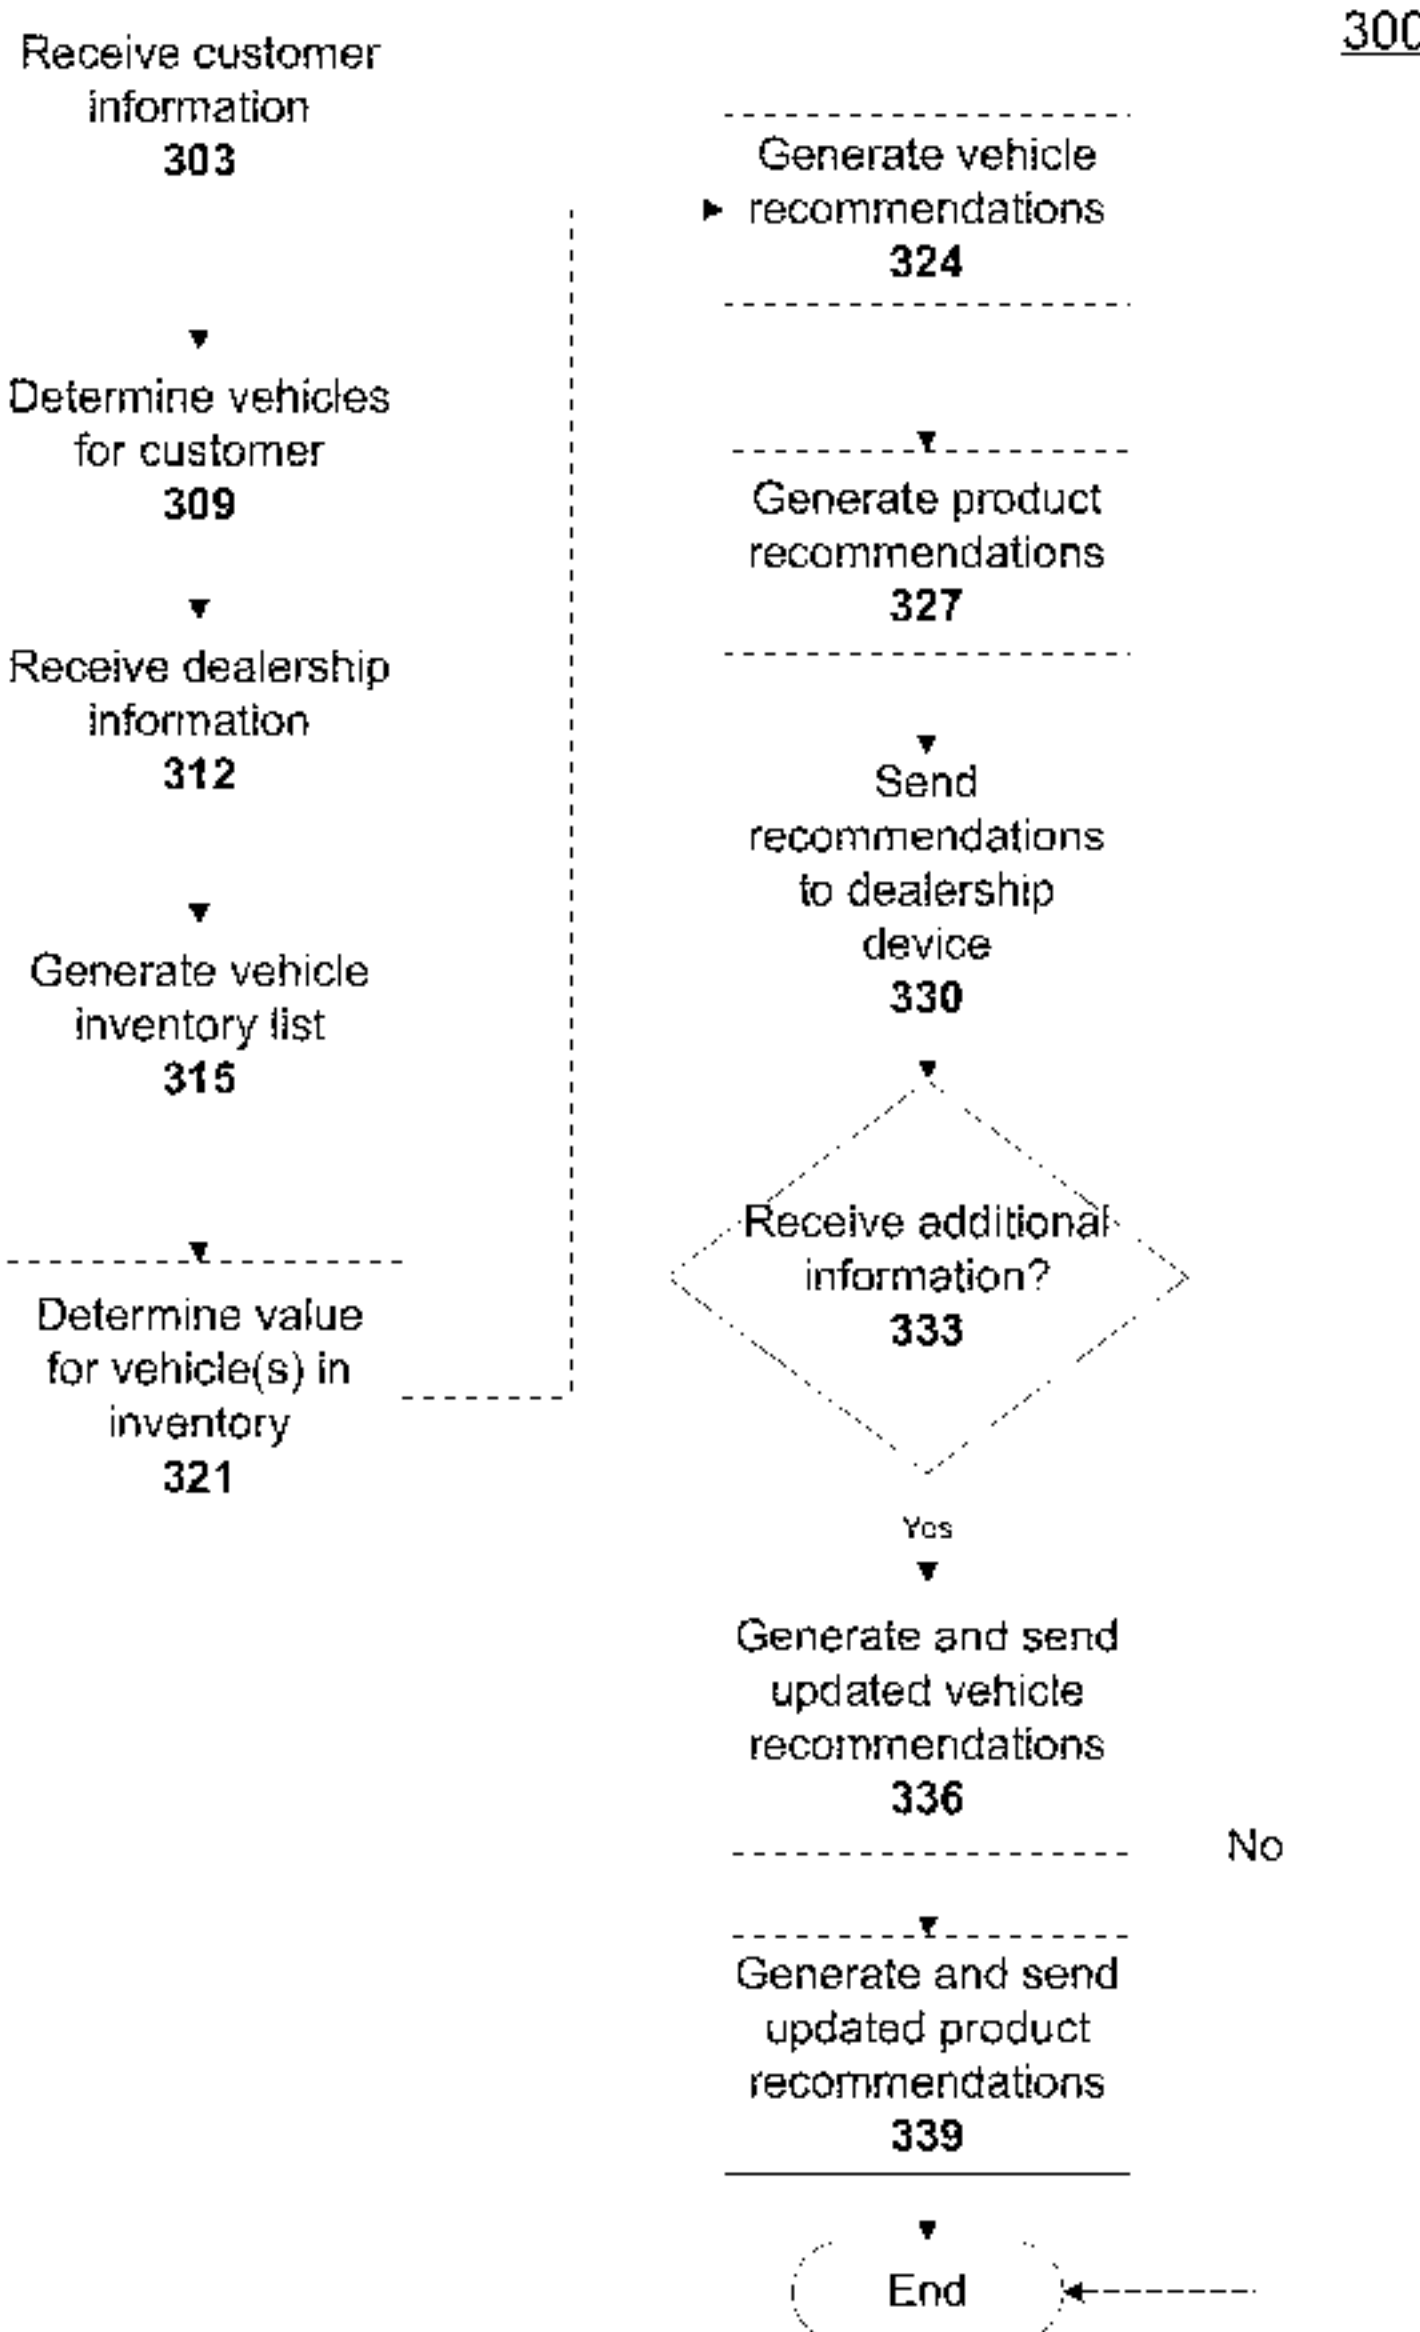 300
Receive customer
information
303
Determine vehicles
for customer
309
Receive dealership
information
312
Generate vehicle
inventory list
315
Determine value
for vehicle(s) in
inventory
321
Generate vehicle
recommendations
324
Generate product
recommendations
327
Send
recommendations
to dealership
device
330
Receive additional
information?
333
Yes
Generate and send
updated vehicle
recommendations
336
No
Generate and send
updated product
recommendations
339
End